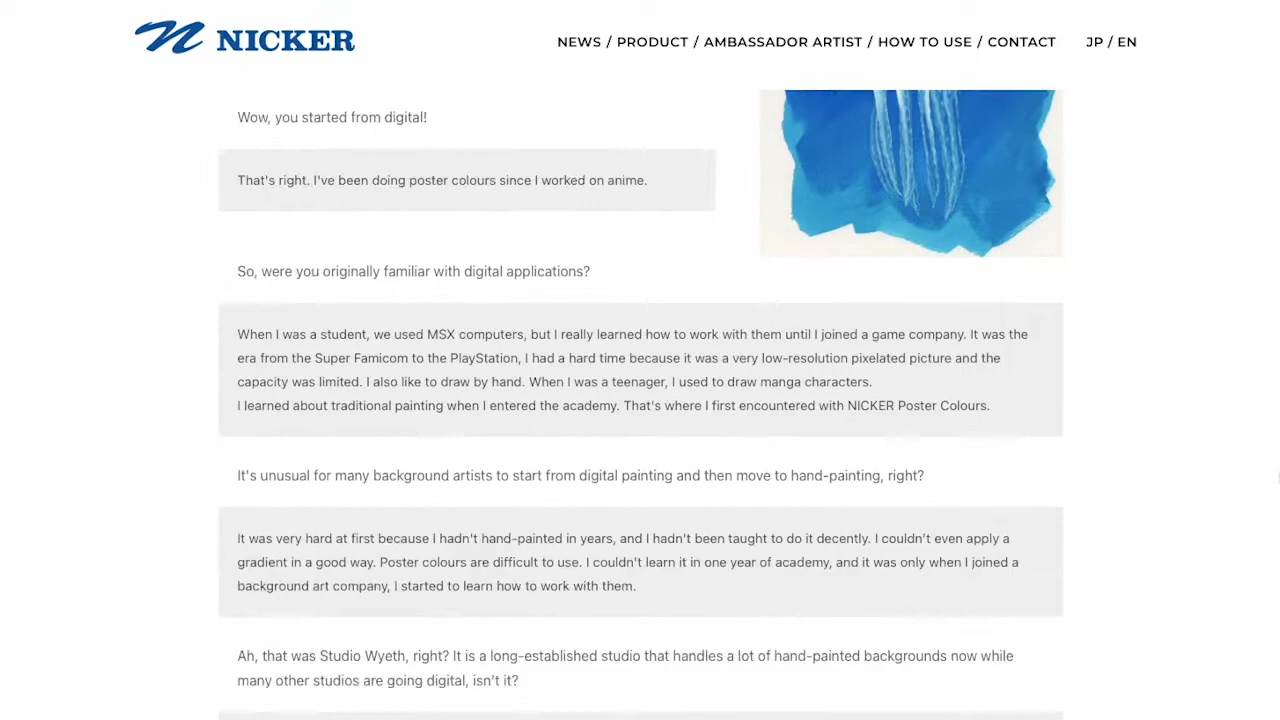 NICKER
NEWS / PRODUCT / AMBASSADOR ARTIST / HOW TO USE / CONTACT JP / EN
Wow, you started from digital!
That's right. I've been doing poster colours since I worked on anime.
So, were you originally familiar with digital applications?
When I was a student, we used MSX computers, but I really learned how to work with them until I joined a game company. It was the
era from the Super Famicom to the PlayStation, I had a hard time because it was a very low-resolution pixelated picture and the
capacity was limited. I also like to draw by hand. When I was a teenager, I used to draw manga characters.
I learned about traditional painting when I entered the academy. That's where I first encountered with NICKER Poster Colours.
It's unusual for many background artists to start from digital painting and then move to hand-painting, right?
It was very hard at first because I hadn't hand-painted in years, and I hadn't been taught to do it decently. I couldn't even apply a
gradient in a good way. Poster colours are difficult to use. I couldn't learn it in one year of academy, and it was only when I joined a
background art company, I started to learn how to work with them.
Ah, that was Studio Wyeth, right? It is a long-established studio that handles a lot of hand-painted backgrounds now while
many other studios are going digital, isn't it?